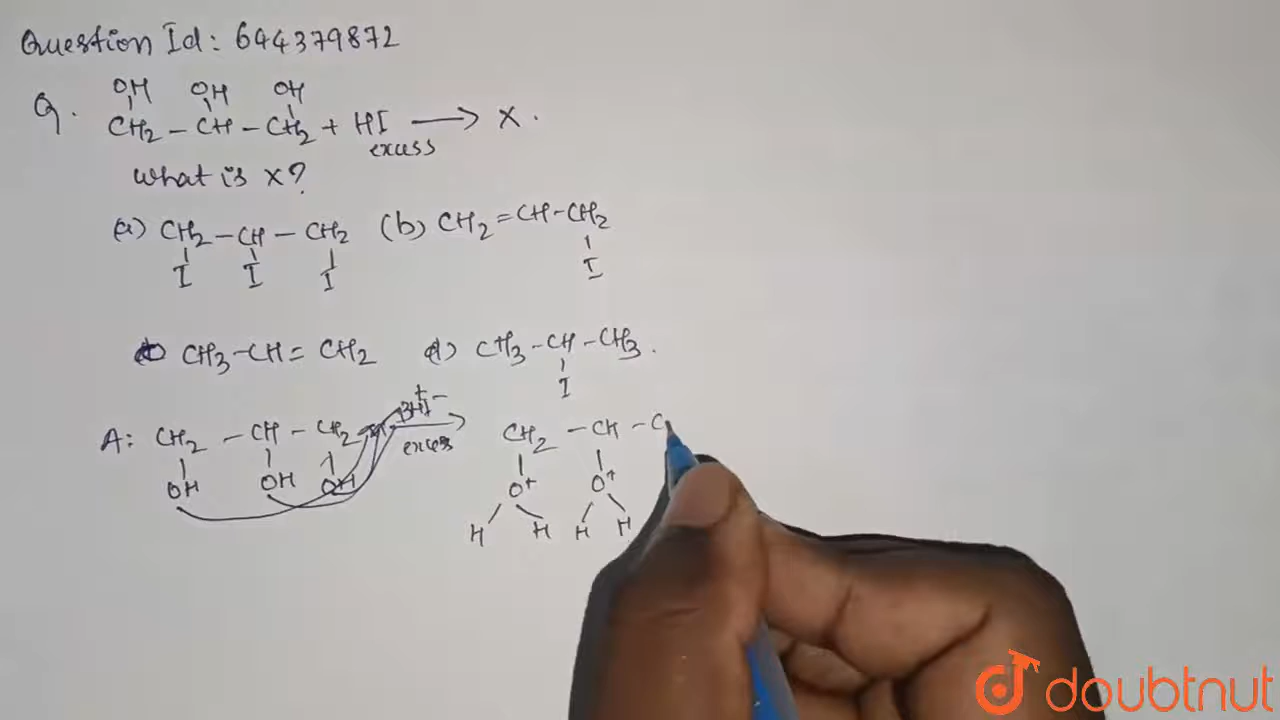 Question Id: 644379872
OH OH OH
Q. CH2 - CH - CH2 + HI → X.
excess
What is X?
(a) CH2 - CH - CH2 (b) CH2 = CH - CH2
I I I I
CH3 - CH = CH2 d) CH3 - CH - CH3.
I
A: CH2 - CH - CH2 → CH2 - CH - C
excess
OH OH OH O+ O+
H H H H
doubtnut